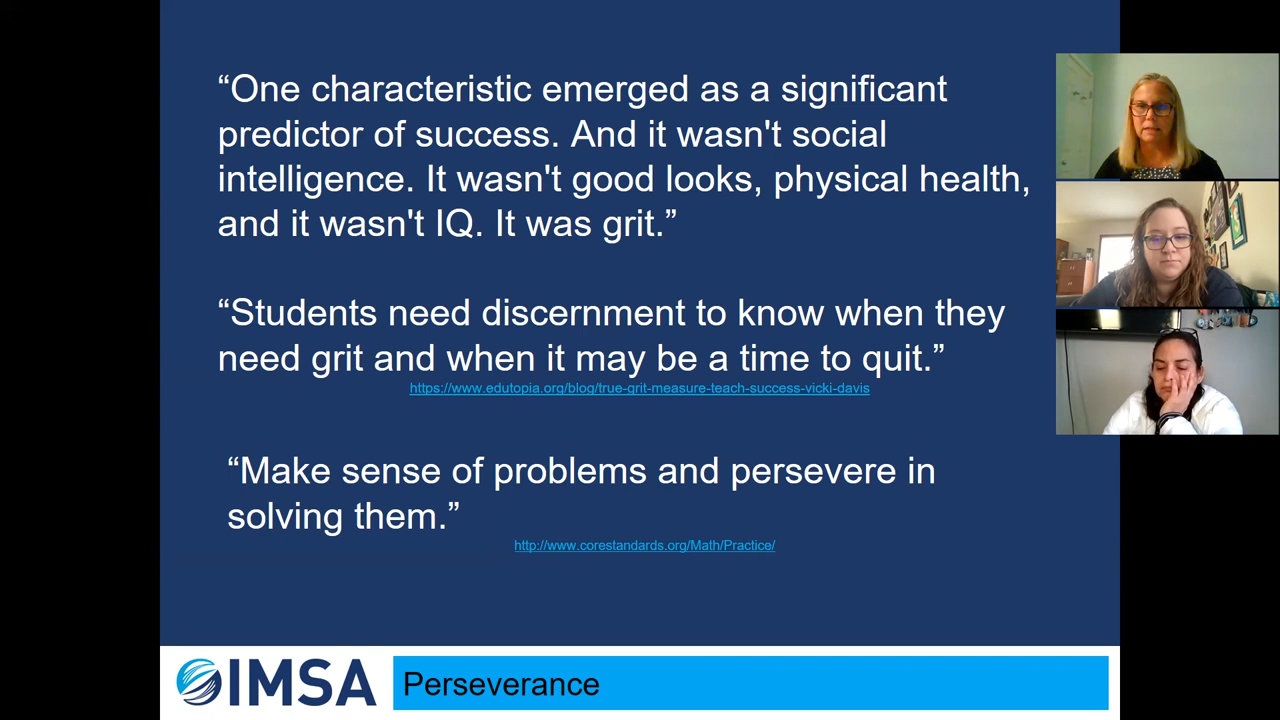 “One characteristic emerged as a significant
predictor of success. And it wasn't social
intelligence. It wasn't good looks, physical health,
and it wasn't IQ. It was grit.”
“Students need discernment to know when they
need grit and when it may be a time to quit.”
https://www.edutopia.org/blog/true-grit-measure-teach-success-vicki-davis
“Make sense of problems and persevere in
solving them.”
http://www.corestandards.org/Math/Practice/
IMSA
Perseverance